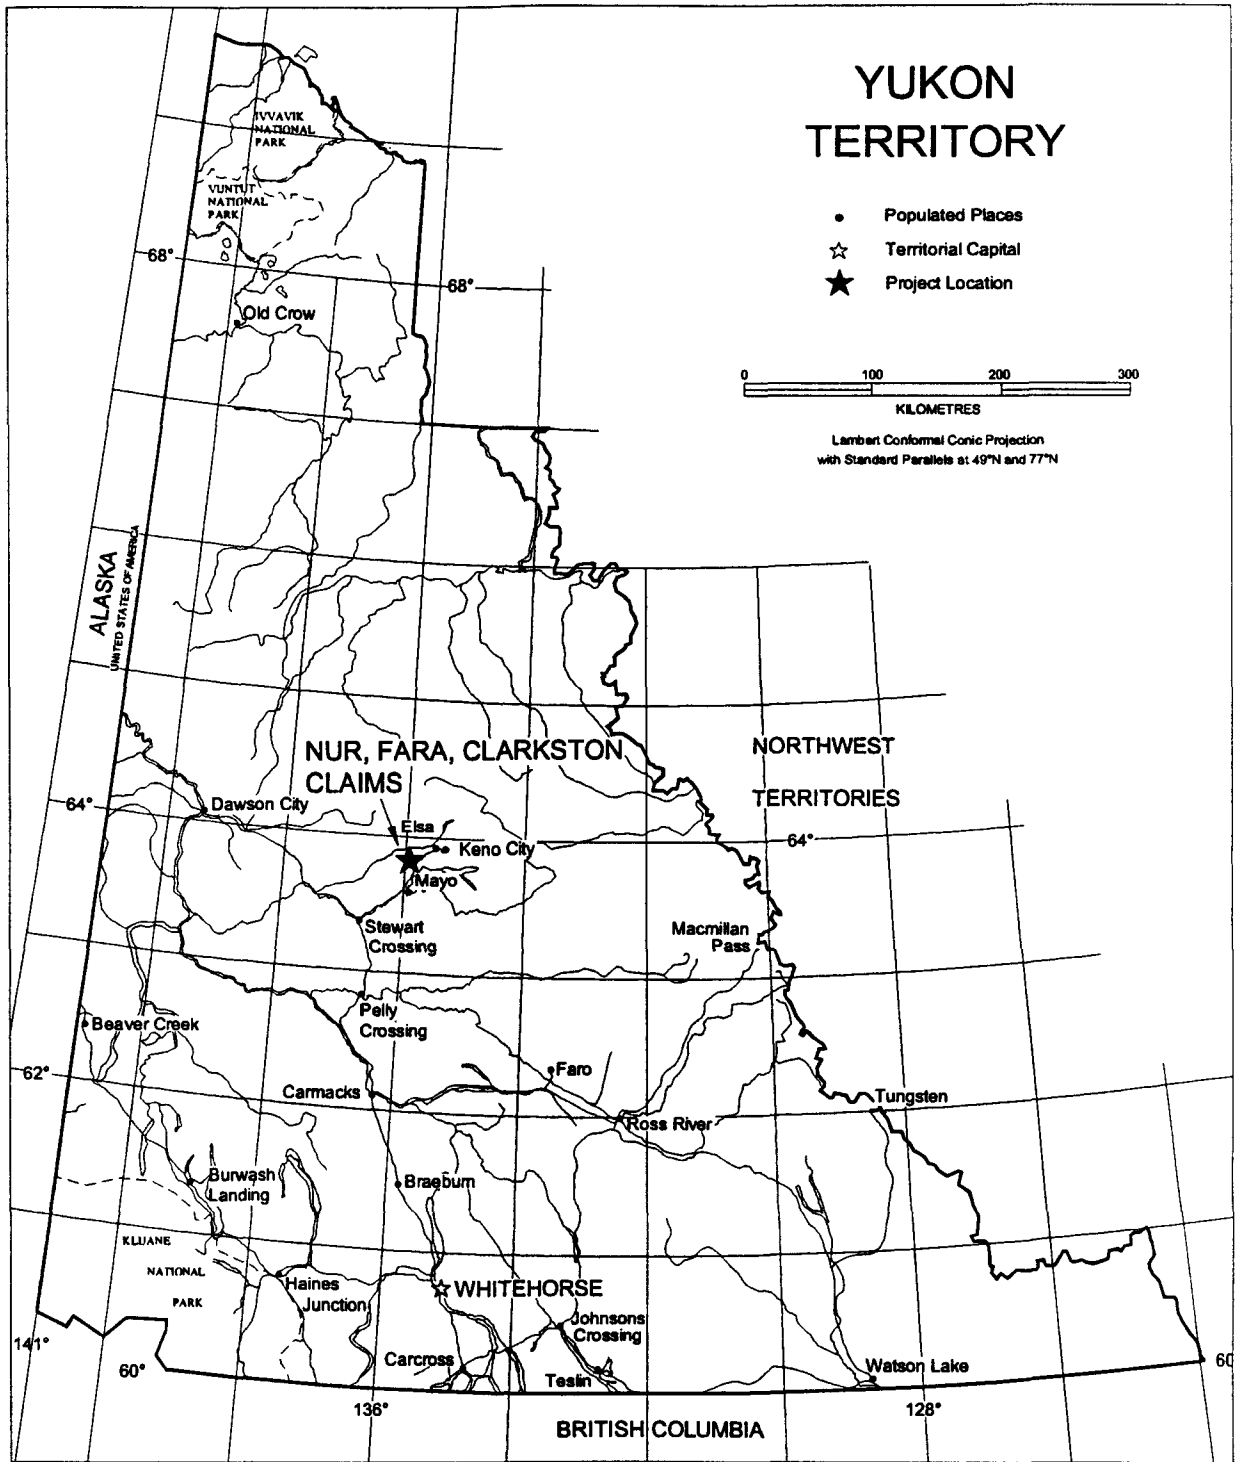 YUKON
TERRITORY
Populated Places
Territorial Capital
Project Location
0 100 200 300
KILOMETRES
Lambert Conformal Conic Projection
with Standard Parallels at 49°N and 77°N
IVVAVIK
NATIONAL
PARK
VUNTUT
NATIONAL
PARK
68°
68°
Old Crow
ALASKA
UNITED STATES OF AMERICA
NUR, FARA, CLARKSTON
CLAIMS
NORTHWEST
TERRITORIES
64°
Dawson City
Elsa
Keno City
64°
Mayo
Stewart
Crossing
Macmillan
Pass
Pelly
Crossing
Beaver Creek
62°
Faro
Carmacks
Tungsten
Ross River
Burwash
Landing
Braeburn
KLUANE
NATIONAL
PARK
Haines
Junction
WHITEHORSE
Johnsons
Crossing
141°
60°
Carcross
Teslin
Watson Lake
60
136°
128°
BRITISH COLUMBIA